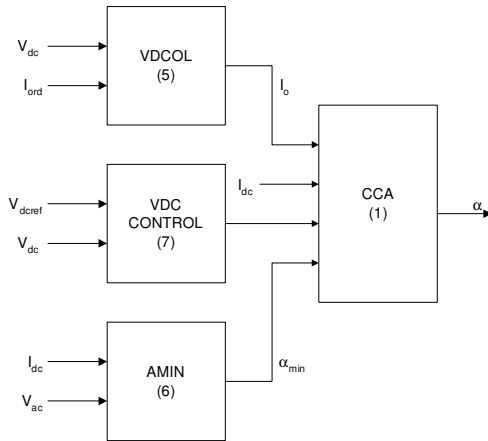 V_dc
I_ord
VDCOL
(5)
I_o
V_dcref
V_dc
VDC
CONTROL
(7)
I_dc
CCA
(1)
α
I_dc
V_ac
AMIN
(6)
α_min